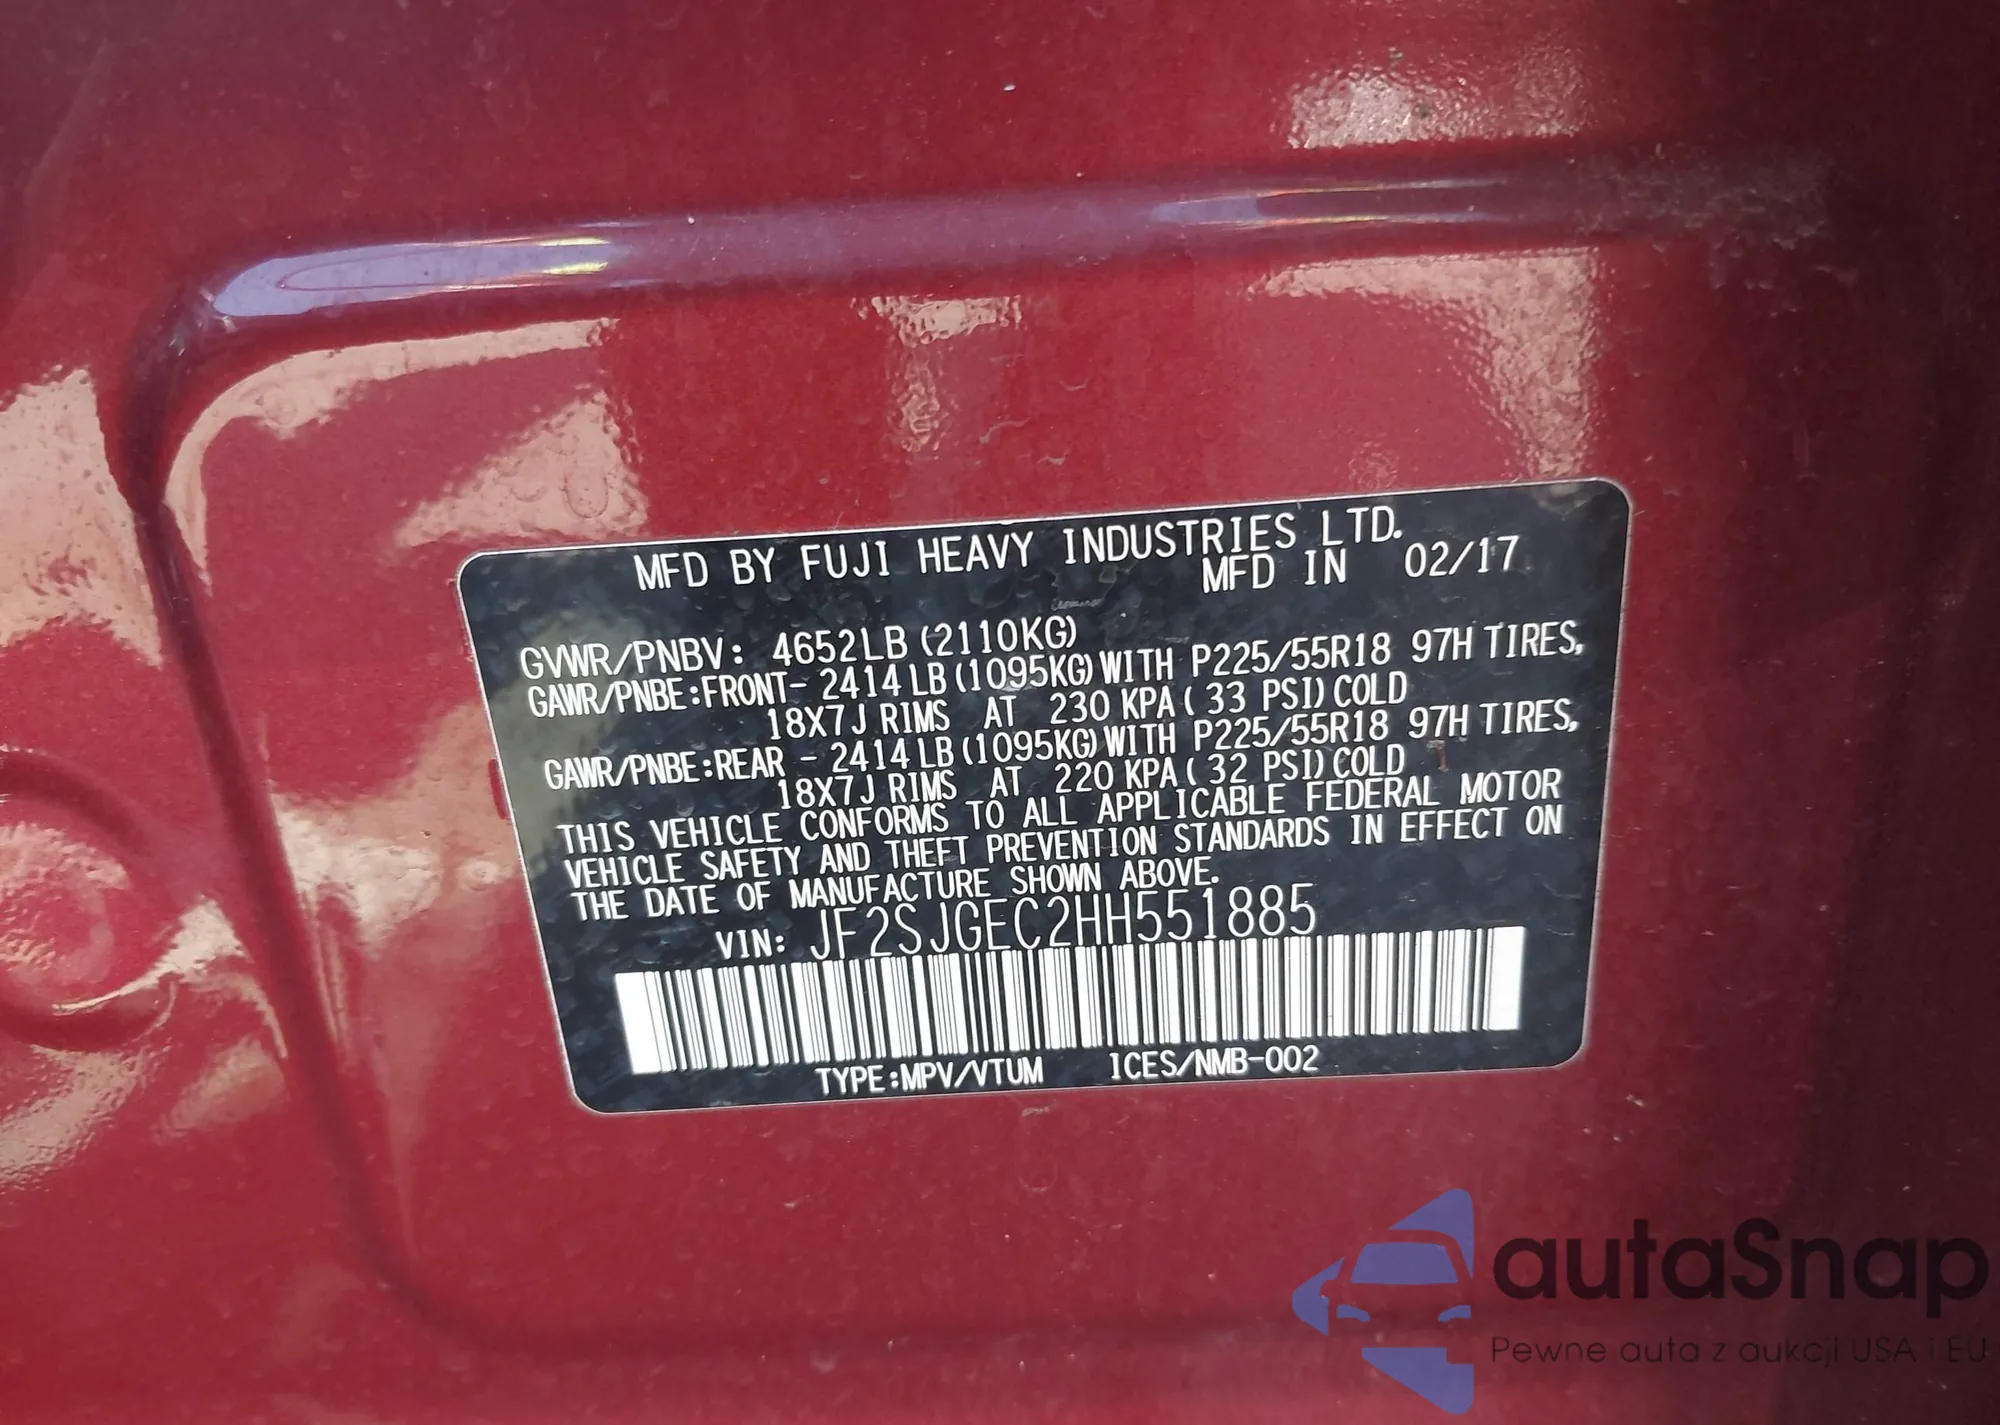 MFD BY FUJI HEAVY INDUSTRIES LTD.
MFD IN 02/17
GVWR/PNBV: 4652LB (2110KG)
GAWR/PNBE:FRONT- 2414 LB (1095KG) WITH P225/55R18 97H TIRES,
18X7J RIMS AT 230 KPA ( 33 PSI) COLD
GAWR/PNBE:REAR - 2414 LB (1095KG) WITH P225/55R18 97H TIRES,
18X7J RIMS AT 220 KPA ( 32 PSI) COLD
THIS VEHICLE CONFORMS TO ALL APPLICABLE FEDERAL MOTOR
VEHICLE SAFETY AND THEFT PREVENTION STANDARDS IN EFFECT ON
THE DATE OF MANUFACTURE SHOWN ABOVE.
VIN: JF2SJGEC2HH551885
TYPE:MPV/VTUM ICES/NMB-002
autaSnap
Pewne auta z aukcji USA i EU